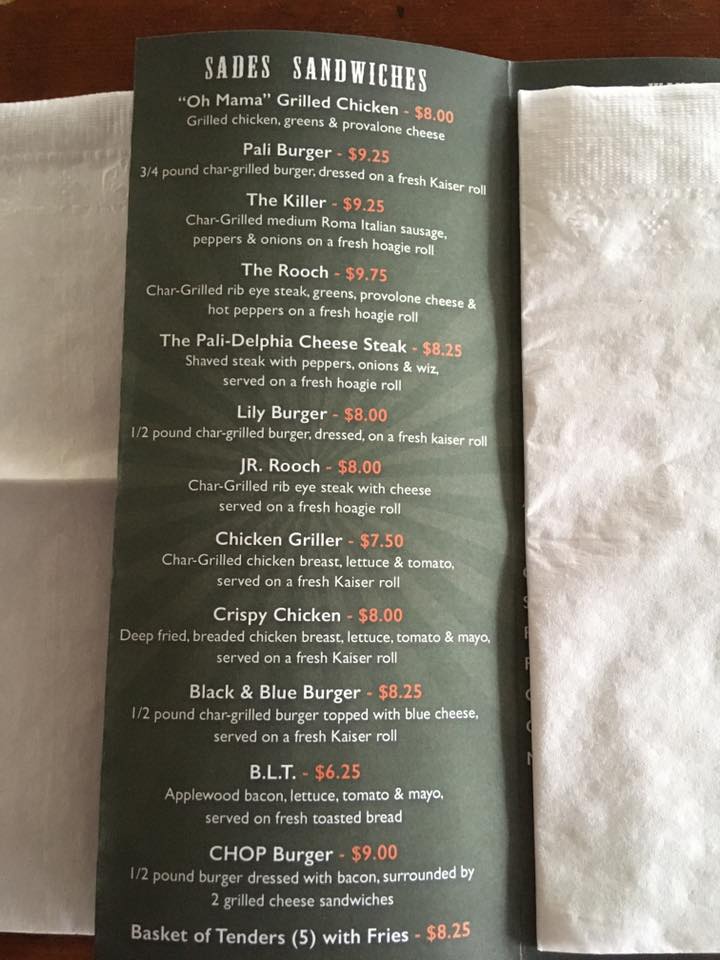 SADES SANDWICHES
"Oh Mama" Grilled Chicken - $8.00
Grilled chicken, greens & provalone cheese
Pali Burger - $9.25
3/4 pound char-grilled burger, dressed on a fresh Kaiser roll
The Killer - $9.25
Char-Grilled medium Roma Italian sausage,
peppers & onions on a fresh hoagie roll
The Rooch - $9.75
Char-Grilled rib eye steak, greens, provolone cheese &
hot peppers on a fresh hoagie roll
The Pali-Delphia Cheese Steak - $8.25
Shaved steak with peppers, onions & wiz,
served on a fresh hoagie roll
Lily Burger - $8.00
1/2 pound char-grilled burger, dressed, on a fresh kaiser roll
JR. Rooch - $8.00
Char-Grilled rib eye steak with cheese
served on a fresh hoagie roll
Chicken Griller - $7.50
Char-Grilled chicken breast, lettuce & tomato,
served on a fresh Kaiser roll
Crispy Chicken - $8.00
Deep fried, breaded chicken breast, lettuce, tomato & mayo,
served on a fresh Kaiser roll
Black & Blue Burger - $8.25
1/2 pound char-grilled burger topped with blue cheese,
served on a fresh Kaiser roll
B.L.T. - $6.25
Applewood bacon, lettuce, tomato & mayo,
served on fresh toasted bread
CHOP Burger - $9.00
1/2 pound burger dressed with bacon, surrounded by
2 grilled cheese sandwiches
Basket of Tenders (5) with Fries - $8.25